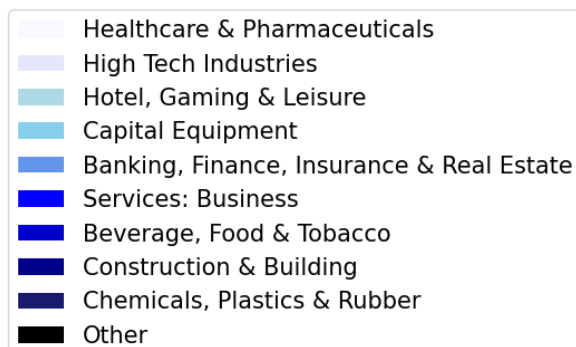 Healthcare & Pharmaceuticals
High Tech Industries
Hotel, Gaming & Leisure
Capital Equipment
Banking, Finance, Insurance & Real Estate
Services: Business
Beverage, Food & Tobacco
Construction & Building
Chemicals, Plastics & Rubber
Other